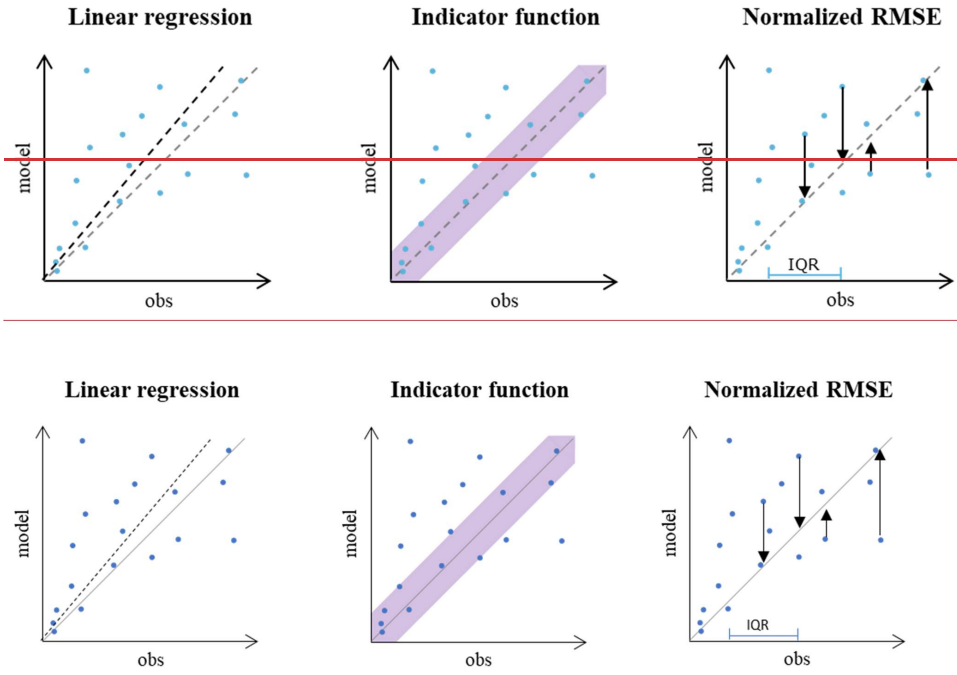 Linear regression
Indicator function
Normalized RMSE
model
model
model
IQR
obs
obs
obs
Linear regression
Indicator function
Normalized RMSE
model
model
model
IQR
obs
obs
obs